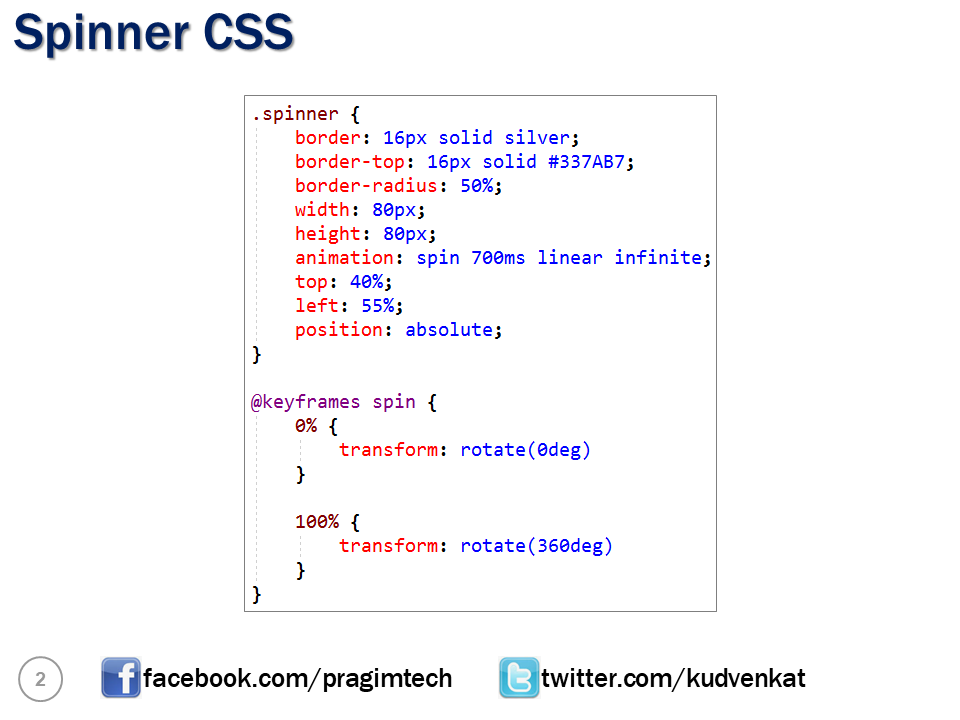 Spinner CSS
.spinner {
    border: 16px solid silver;
    border-top: 16px solid #337AB7;
    border-radius: 50%;
    width: 80px;
    height: 80px;
    animation: spin 700ms linear infinite;
    top: 40%;
    left: 55%;
    position: absolute;
}
@keyframes spin {
    0% {
        transform: rotate(0deg)
    }
    100% {
        transform: rotate(360deg)
    }
}
2 facebook.com/pragimtech twitter.com/kudvenkat